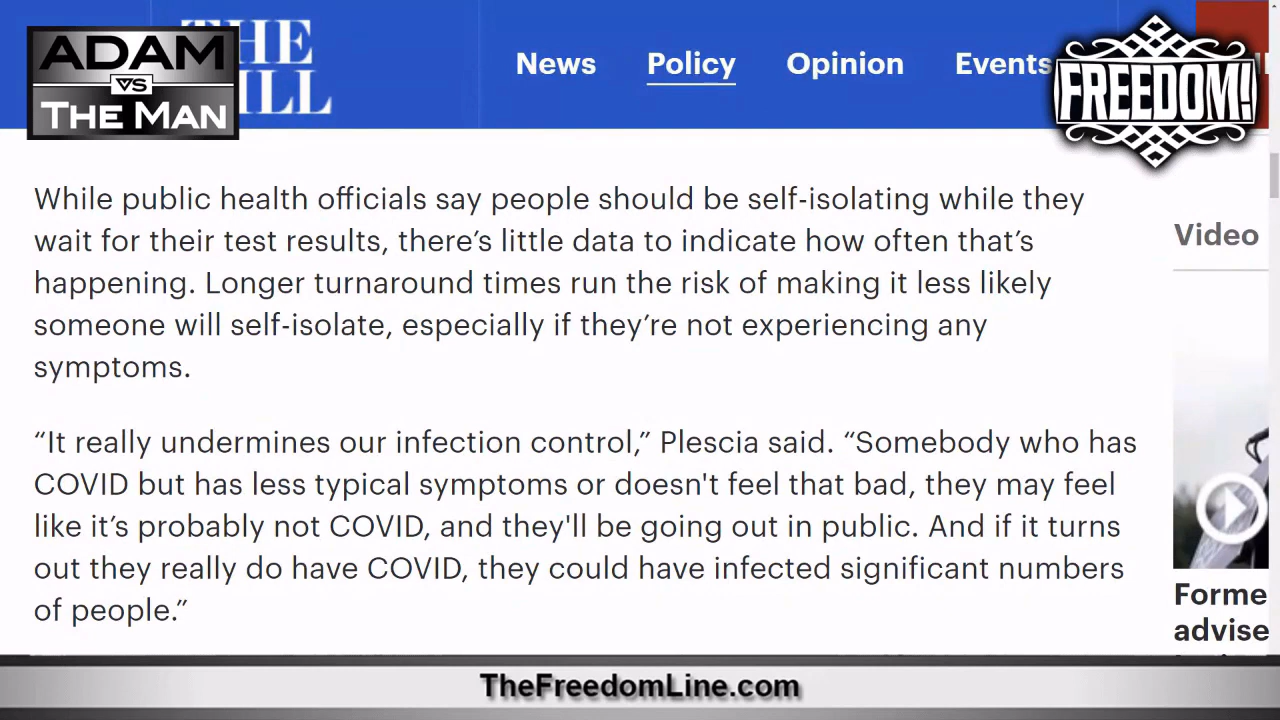 ADAM
VS
THE MAN
THE
ILL
News
Policy
Opinion
Events
FREEDOM!
While public health officials say people should be self-isolating while they
wait for their test results, there’s little data to indicate how often that’s
happening. Longer turnaround times run the risk of making it less likely
someone will self-isolate, especially if they’re not experiencing any
symptoms.
“It really undermines our infection control,” Plescia said. “Somebody who has
COVID but has less typical symptoms or doesn't feel that bad, they may feel
like it’s probably not COVID, and they'll be going out in public. And if it turns
out they really do have COVID, they could have infected significant numbers
of people.”
Video
Forme
advise
TheFreedomLine.com